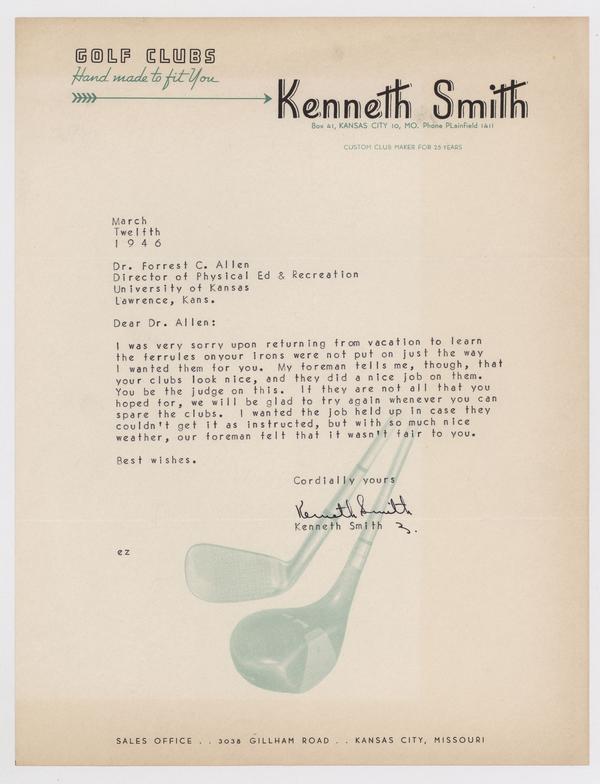 GOLF CLUBS
Hand made to fit You
Kenneth Smith
Box 41, KANSAS CITY 10, MO. Phone PLainfield 1411
CUSTOM CLUB MAKER FOR 25 YEARS
March
Twelfth
1 9 4 6
Dr. Forrest C. Allen
Director of Physical Ed & Recreation
University of Kansas
Lawrence, Kans.
Dear Dr. Allen:
I was very sorry upon returning from vacation to learn
the ferrules onyour irons were not put on just the way
I wanted them for you. My foreman tells me, though, that
your clubs look nice, and they did a nice job on them.
You be the judge on this. If they are not all that you
hoped for, we will be glad to try again whenever you can
spare the clubs. I wanted the job held up in case they
couldn't get it as instructed, but with so much nice
weather, our foreman felt that it wasn't fair to you.
Best wishes.
Cordially yours
Kenneth Smith
Kenneth Smith
ez
SALES OFFICE . . 3038 GILLHAM ROAD . . KANSAS CITY, MISSOURI